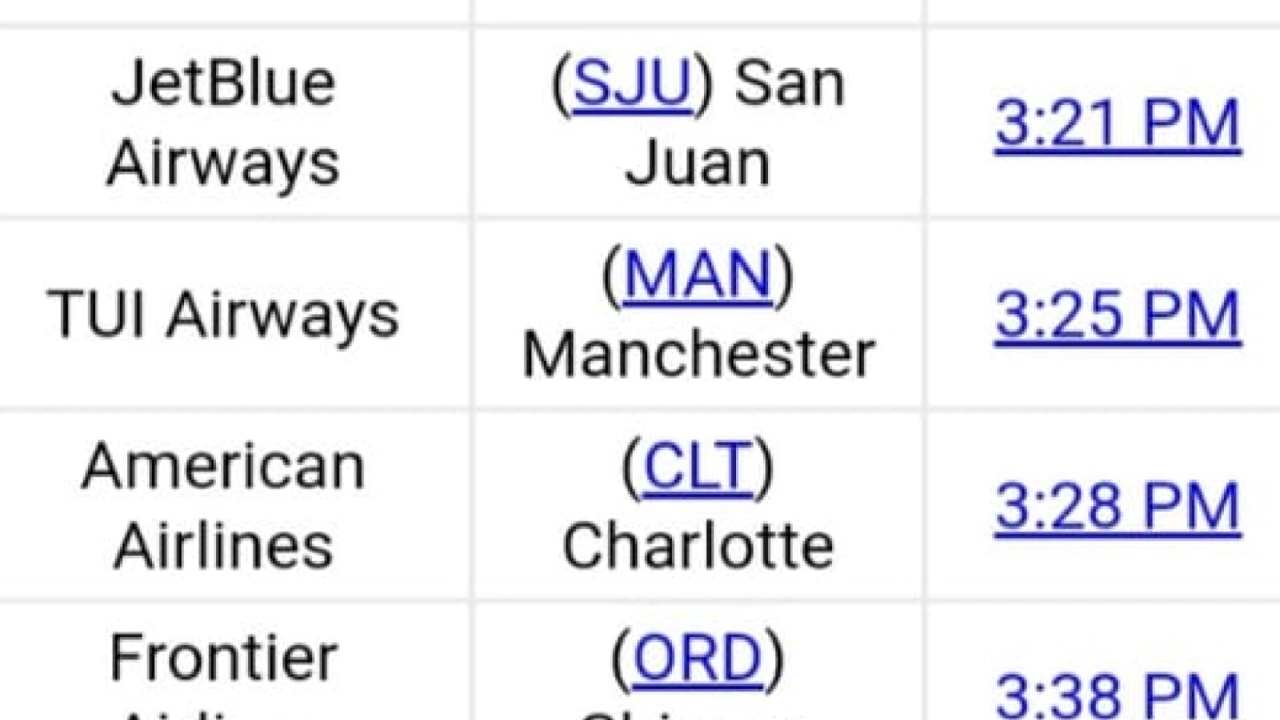 JetBlue
Airways
(SJU) San
Juan
3:21 PM
TUI Airways
(MAN)
Manchester
3:25 PM
American
Airlines
(CLT)
Charlotte
3:28 PM
Frontier
(ORD)
3:38 PM